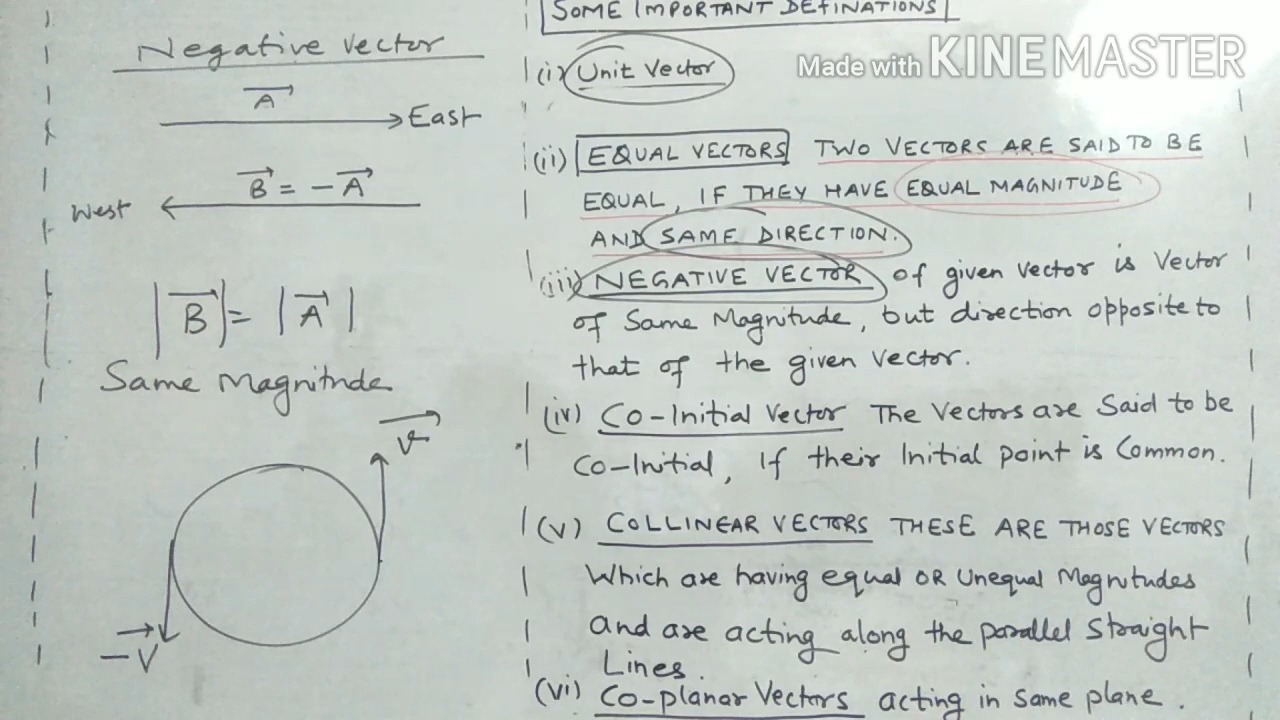 Negative vector
A
East
B = -A
West
|B| = |A|
Same Magnitude
v
-V
SOME IMPORTANT DEFINATIONS
Made with KINEMASTER
(i) Unit Vector
(ii) EQUAL VECTORS TWO VECTORS ARE SAID TO BE
EQUAL, IF THEY HAVE EQUAL MAGNITUDE
AND SAME DIRECTION.
(iii) NEGATIVE VECTOR of given vector is Vector
of Same Magnitude, but direction opposite to
that of the given vector.
(iv) Co-Initial Vector The Vectors are Said to be
Co-Initial, If their Initial point is Common.
(v) COLLINEAR VECTORS THESE ARE THOSE VECTORS
Which are having equal OR Unequal Magnitudes
and are acting along the parallel Straight
Lines.
(vi) Co-planar Vectors acting in same plane.